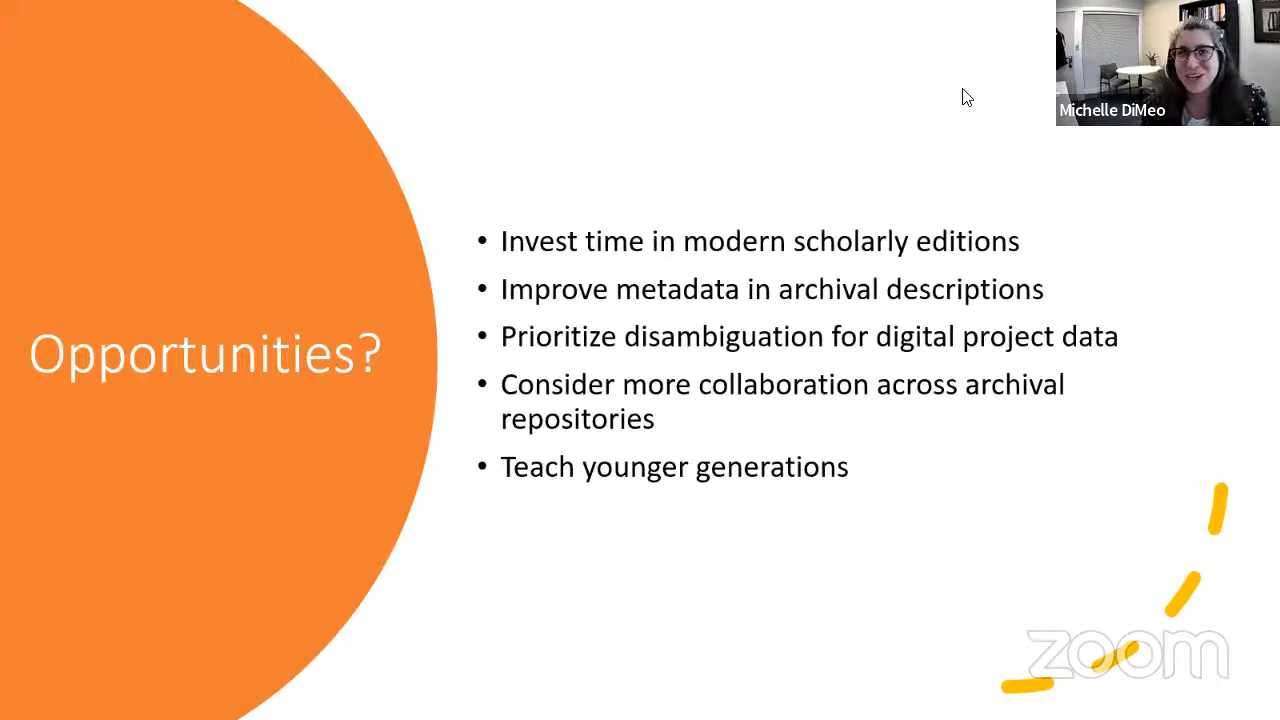 Michelle DiMeo
Opportunities?
• Invest time in modern scholarly editions
• Improve metadata in archival descriptions
• Prioritize disambiguation for digital project data
• Consider more collaboration across archival
repositories
• Teach younger generations
zoom